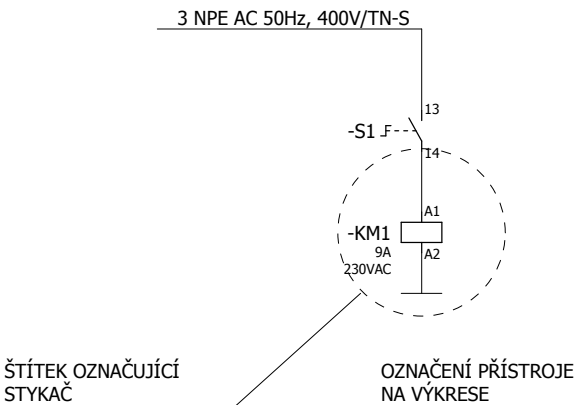 3 NPE AC 50Hz, 400V/TN-S
13
-S1
14
A1
-KM1
9A
A2
230VAC
ŠTÍTEK OZNAČUJÍCÍ
STYKAČ
OZNAČENÍ PŘÍSTROJE
NA VÝKRESE